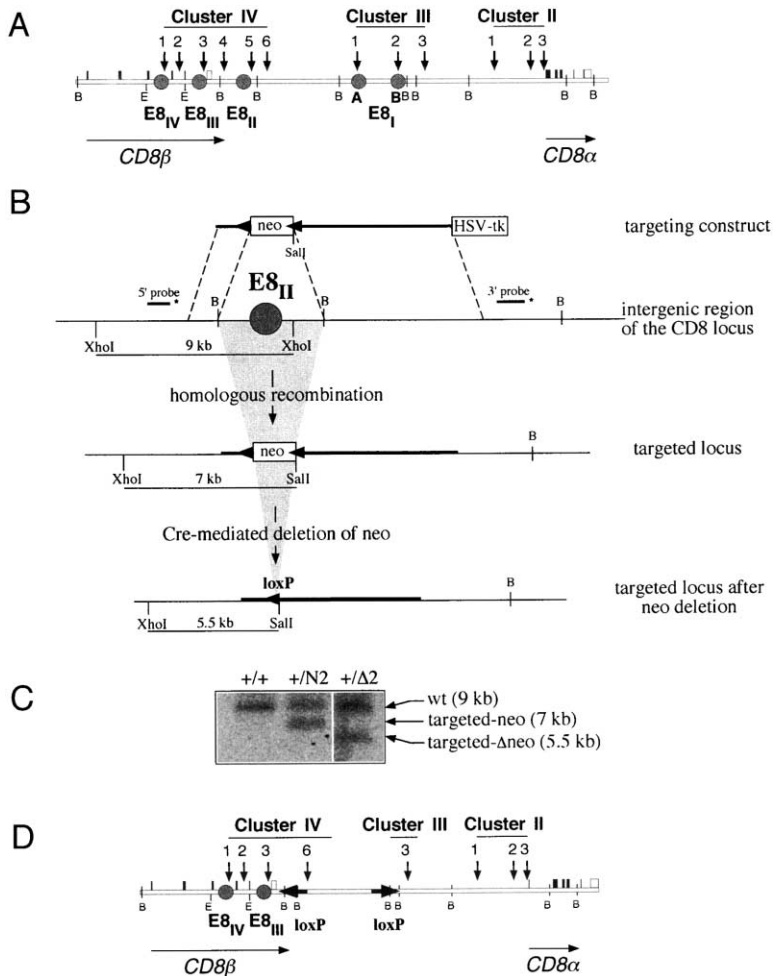 A
Cluster IV Cluster III Cluster II
1 2 3 4 5 6 1 2 3 1 2 3
B E E B B B B B B B B B
A B
E8IV E8III E8II E8I
CD8β CD8α
B
neo HSV-tk targeting construct
SalI
5' probe * E8II 3' probe *
B B B
intergenic region
of the CD8 locus
XhoI 9 kb XhoI
homologous recombination
B
neo targeted locus
XhoI 7 kb SalI
Cre-mediated deletion of neo
loxP B
targeted locus after
neo deletion
XhoI 5.5 kb SalI
C
+/+ +/N2 +/Δ2
wt (9 kb)
targeted-neo (7 kb)
targeted-Δneo (5.5 kb)
D
Cluster IV Cluster III Cluster II
1 2 3 6 3 1 2 3
B E E B B B B B B B
E8IV E8III loxP loxP
CD8β CD8α